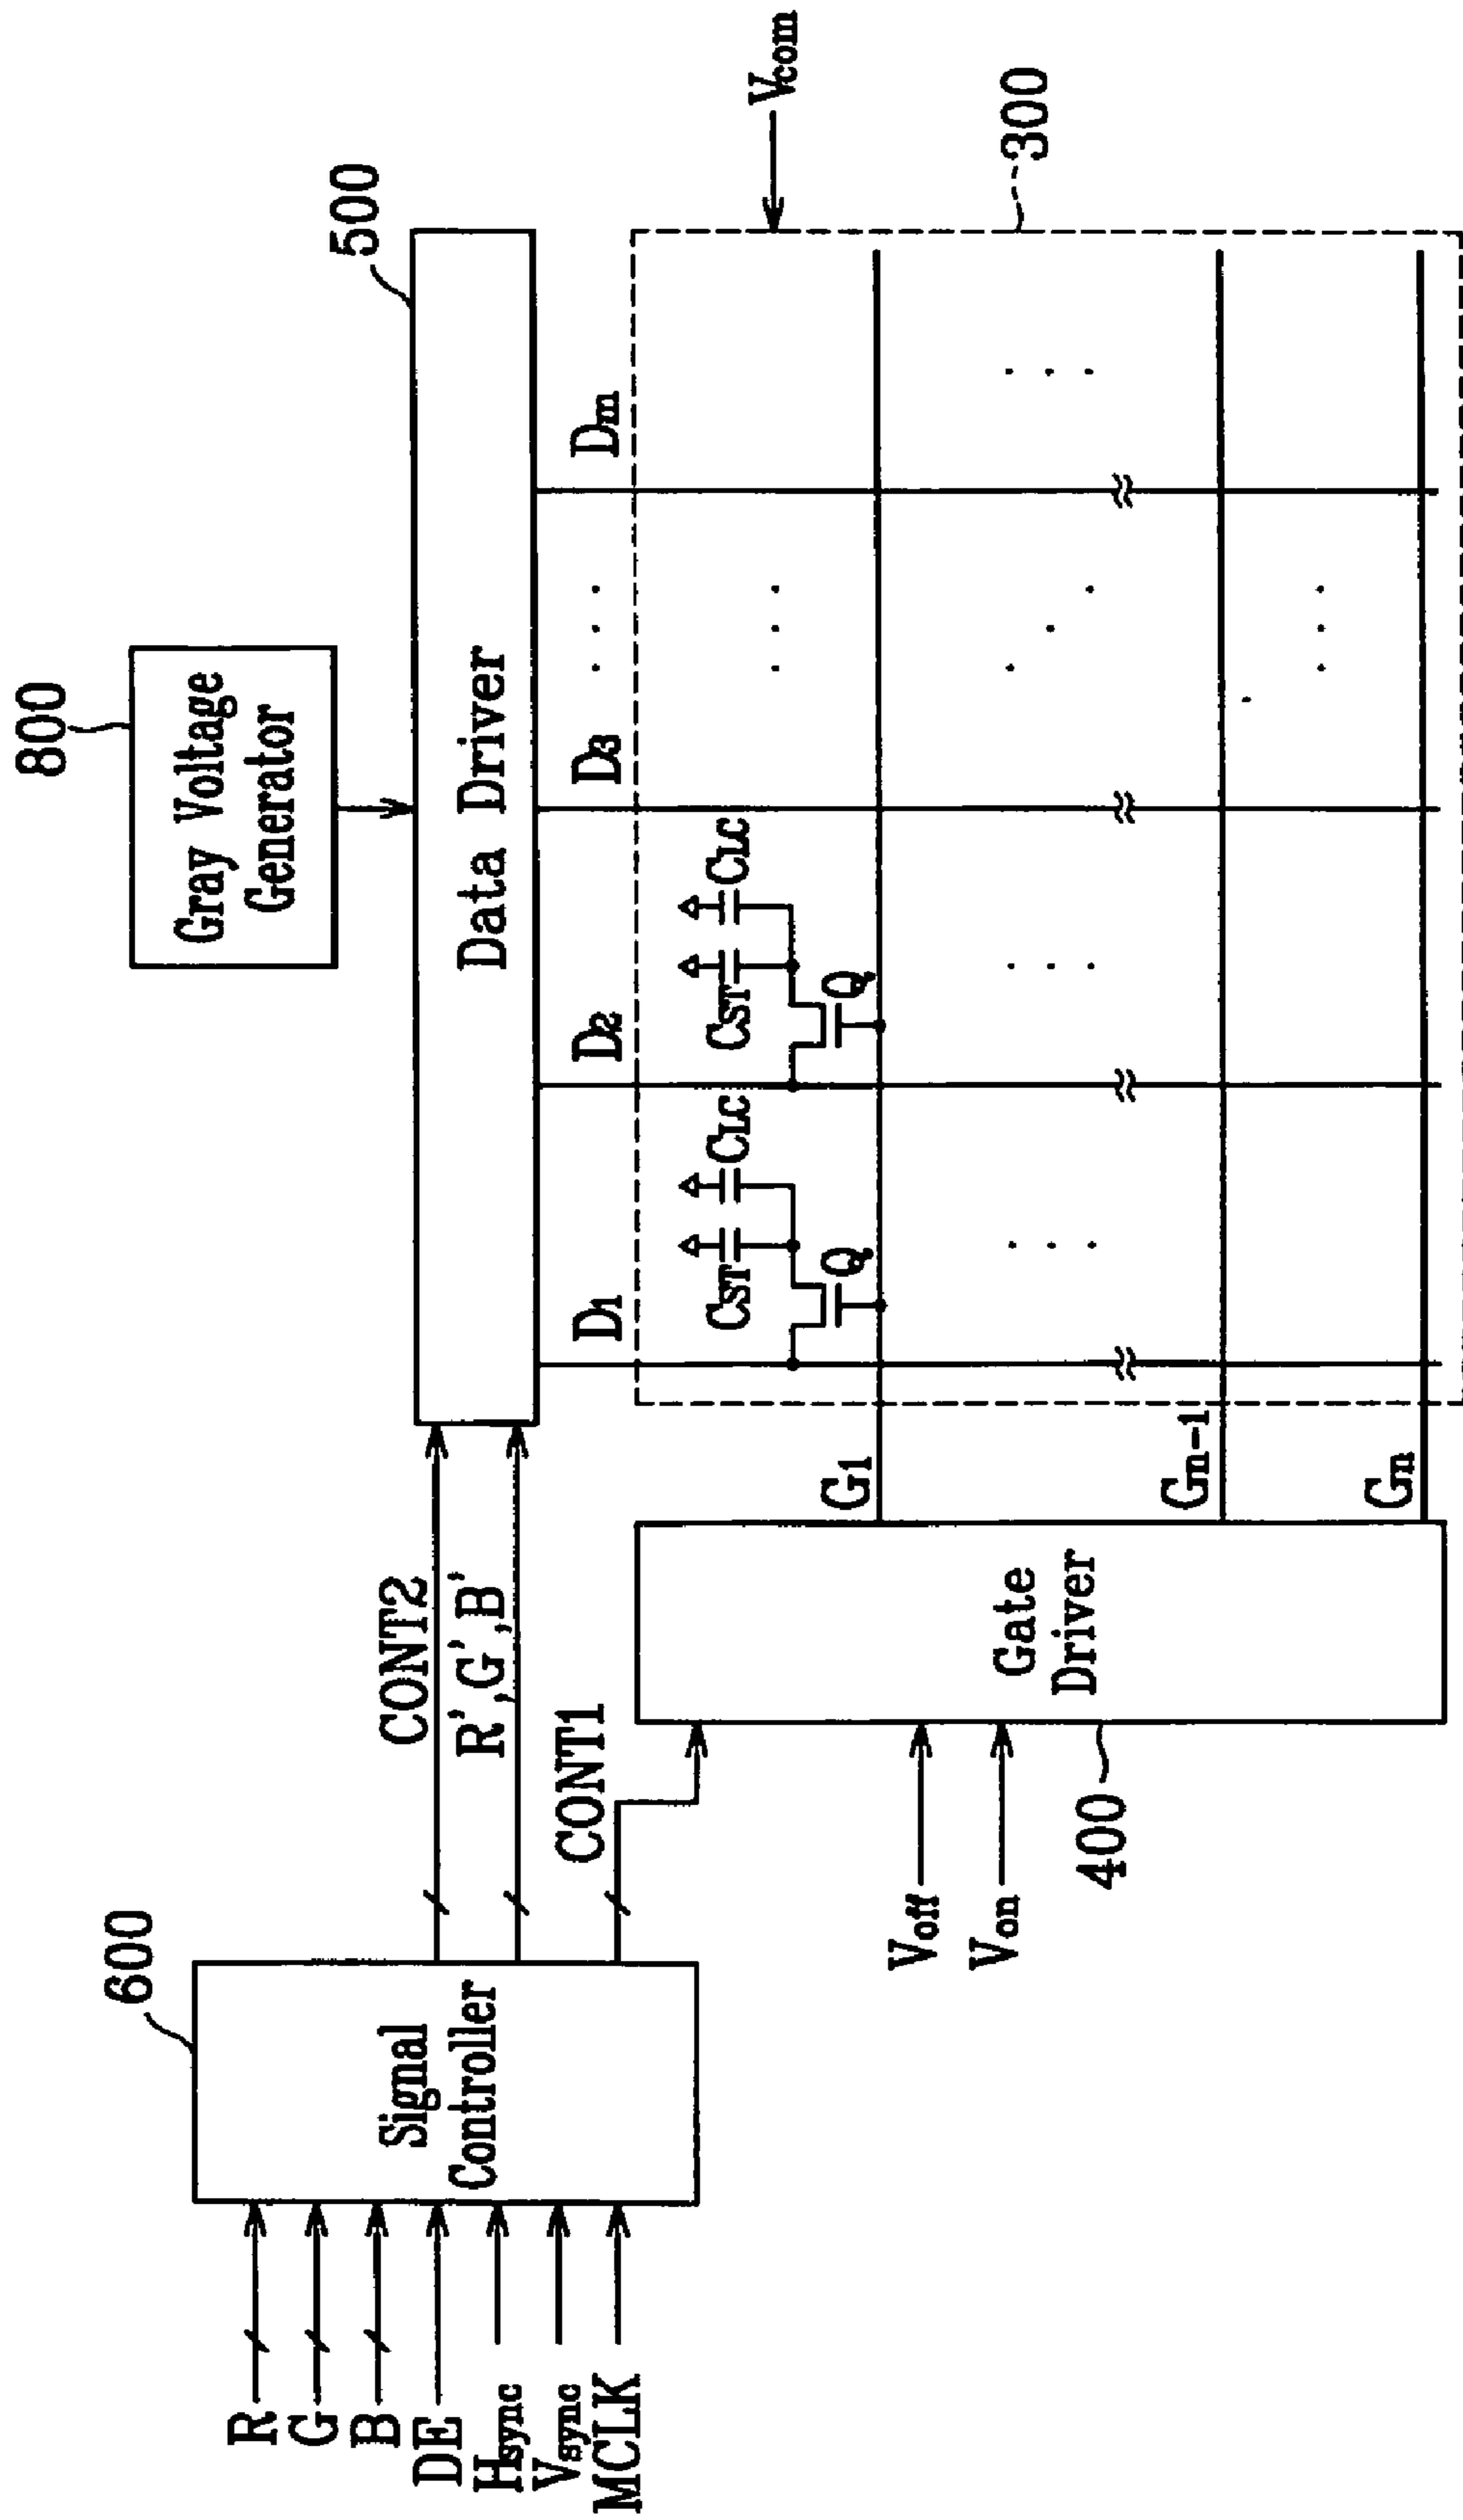 800
Gray Voltage
Generator
600
500
R
G
B
DE
Hsync
Vsync
MCLK
Signal
Controller
CONT2
R',G',B'
CONT1
Data Driver
D1
D2
D3
Dm
Vcom
CST
CLC
CST
CLC
Q
Q
300
G1
Gn-1
Gn
Voff
Von
Gate
Driver
400